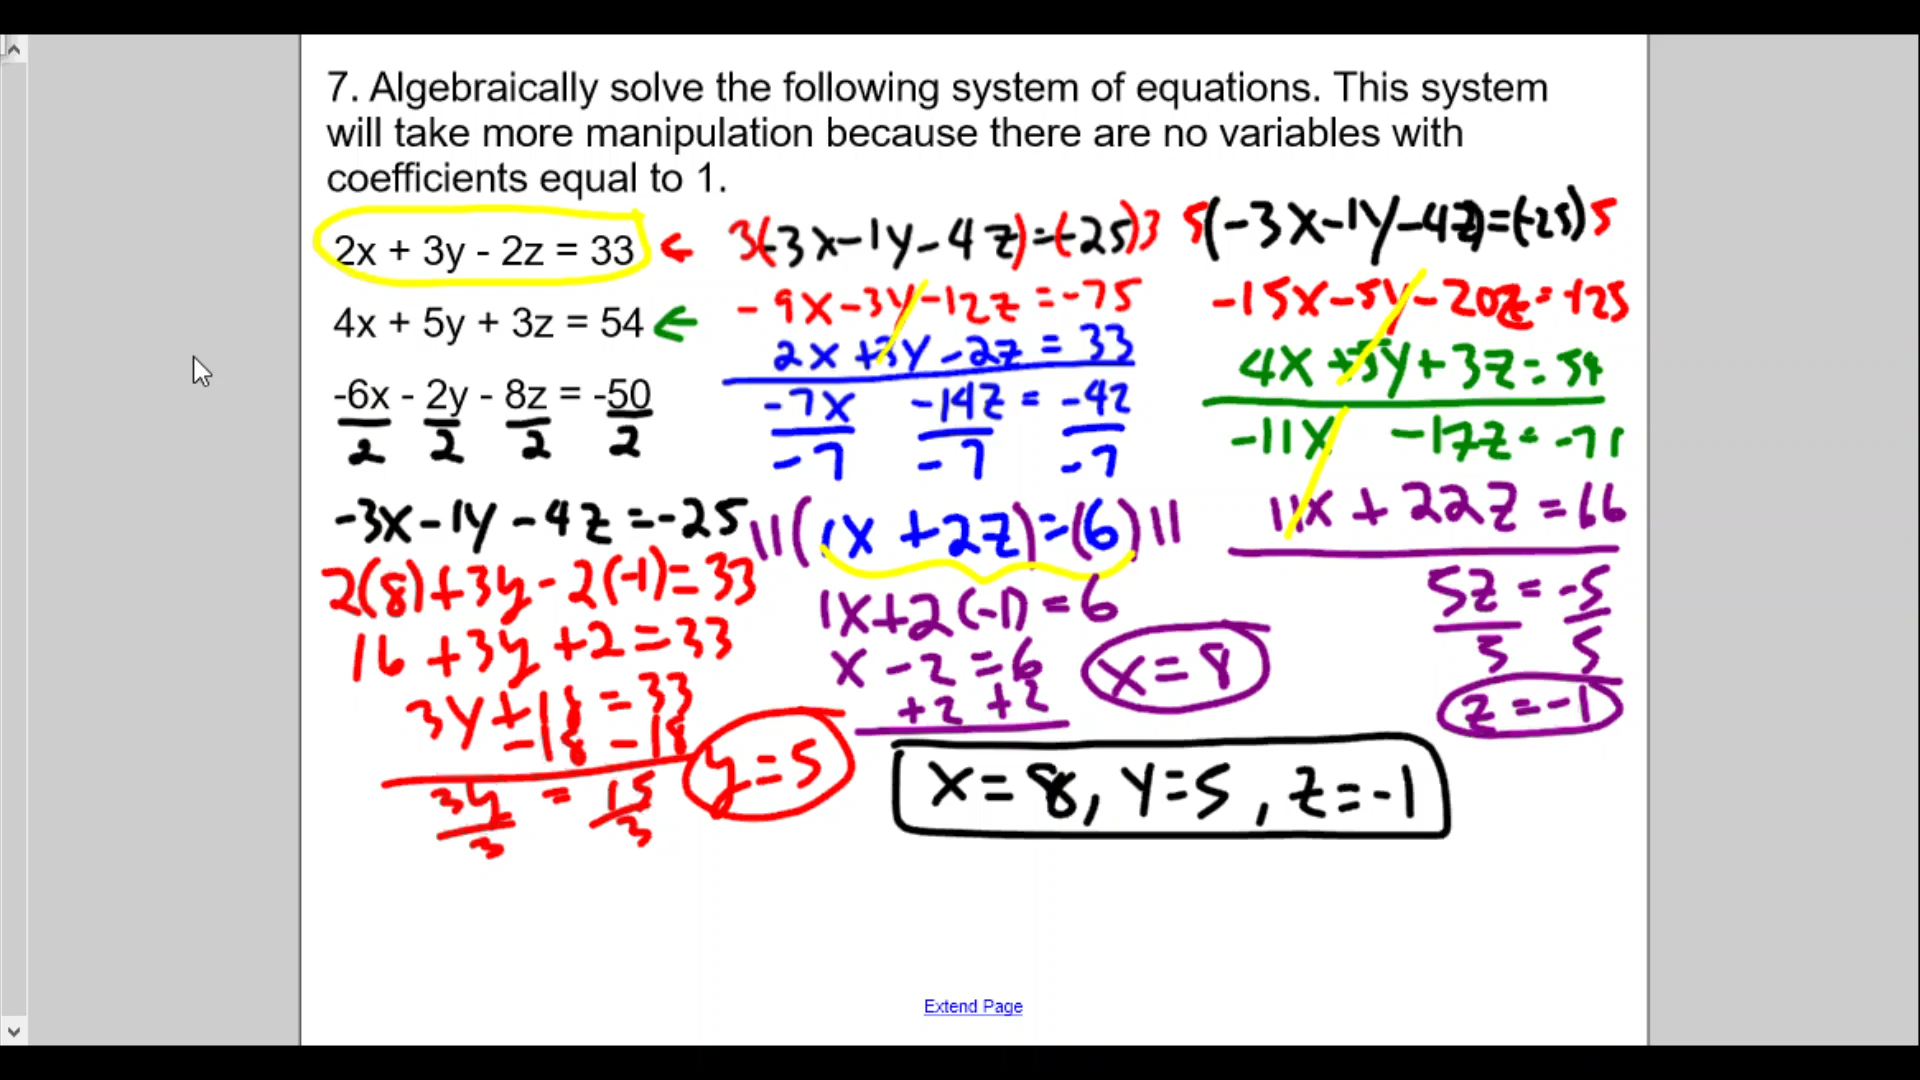 7. Algebraically solve the following system of equations. This system
will take more manipulation because there are no variables with
coefficients equal to 1.
2x + 3y - 2z = 33
4x + 5y + 3z = 54
-6x - 2y - 8z = -50
2 2 2 2
-3x-1y-4z=-25
2(8)+3y-2(-1)=33
16+3y+2=33
3y+18=33
-18 -18
3y = 15
3 3
y=5
3(-3x-1y-4z)=(-25)3
-9x-3y-12z=-75
2x+3y-2z=33
-7x -14z=-42
-7 -7 -7
11(1x+2z)=(6)11
1x+2(-1)=6
x-2=6
+2 +2
x=8
5(-3x-1y-4z)=(-25)5
-15x-5y-20z=-125
4x+5y+3z=54
-11x -17z=-71
11x+22z=66
5z=-5
5 5
z=-1
x=8, y=5, z=-1
Extend Page